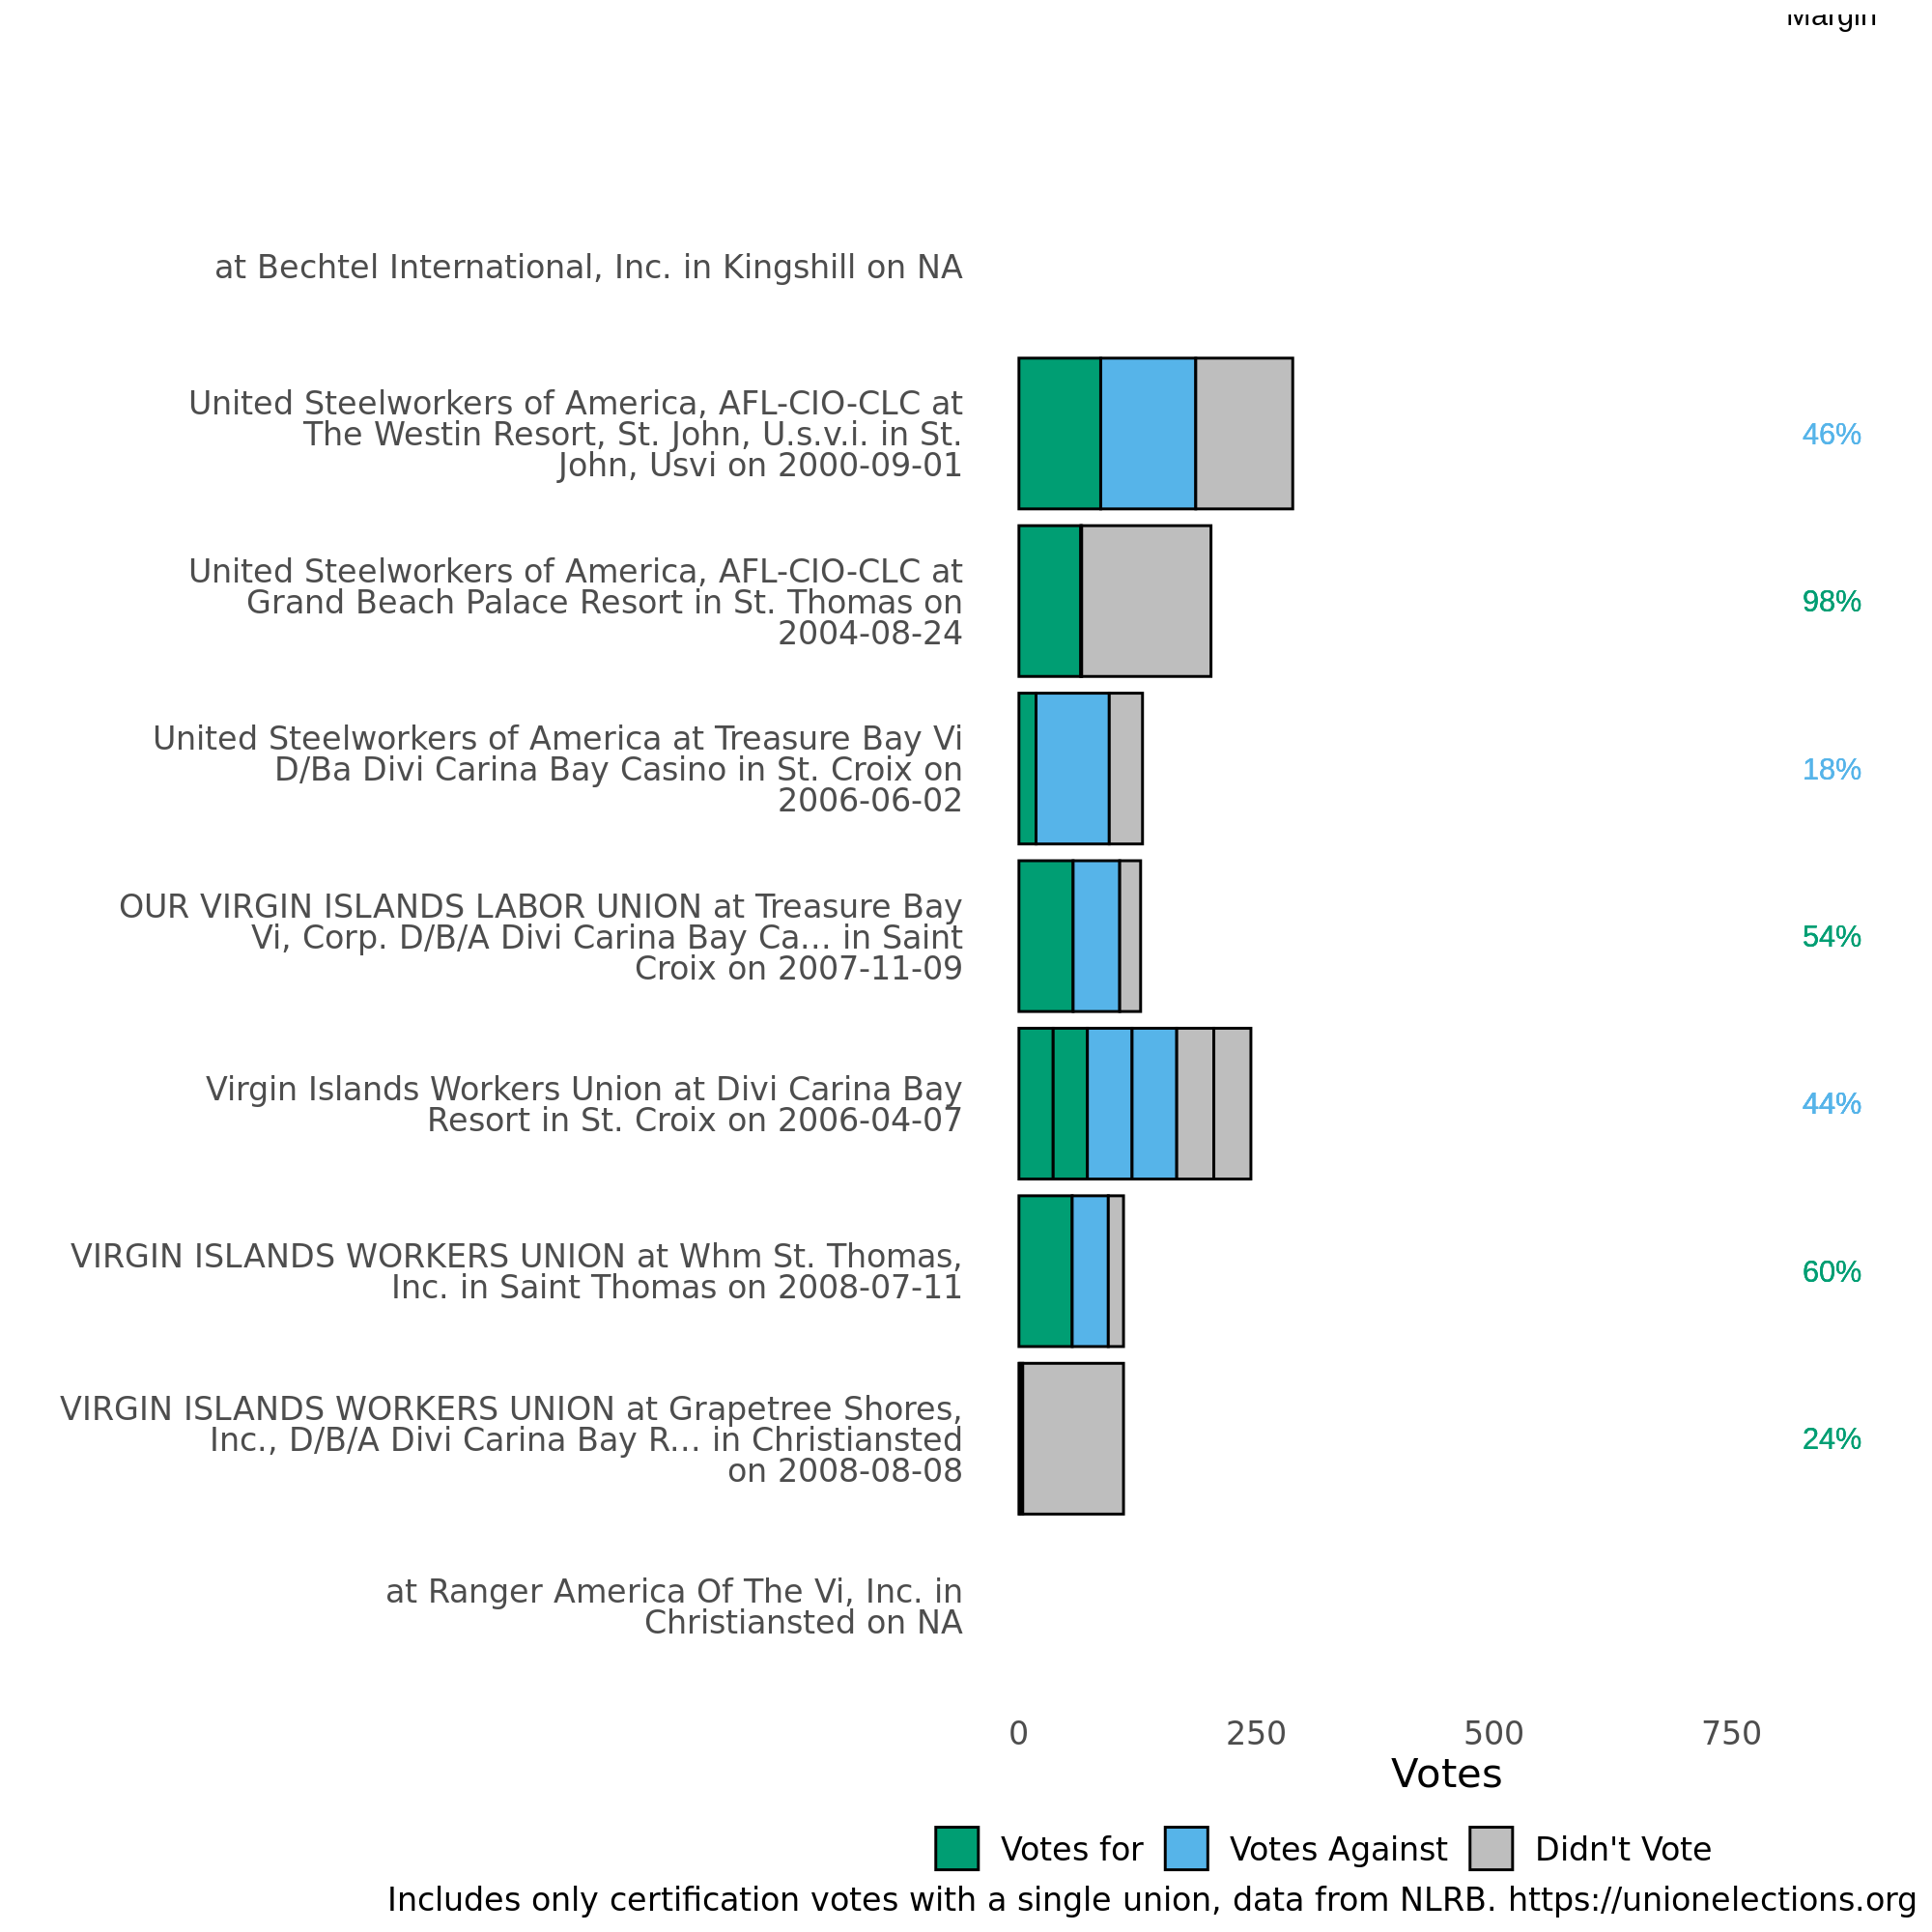 Margin
at Bechtel International, Inc. in Kingshill on NA
United Steelworkers of America, AFL-CIO-CLC at
The Westin Resort, St. John, U.s.v.i. in St.
John, Usvi on 2000-09-01
46%
United Steelworkers of America, AFL-CIO-CLC at
Grand Beach Palace Resort in St. Thomas on
2004-08-24
98%
United Steelworkers of America at Treasure Bay Vi
D/Ba Divi Carina Bay Casino in St. Croix on
2006-06-02
18%
OUR VIRGIN ISLANDS LABOR UNION at Treasure Bay
Vi, Corp. D/B/A Divi Carina Bay Ca... in Saint
Croix on 2007-11-09
54%
Virgin Islands Workers Union at Divi Carina Bay
Resort in St. Croix on 2006-04-07
44%
VIRGIN ISLANDS WORKERS UNION at Whm St. Thomas,
Inc. in Saint Thomas on 2008-07-11
60%
VIRGIN ISLANDS WORKERS UNION at Grapetree Shores,
Inc., D/B/A Divi Carina Bay R... in Christiansted
on 2008-08-08
24%
at Ranger America Of The Vi, Inc. in
Christiansted on NA
0 250 500 750
Votes
Votes for Votes Against Didn't Vote
Includes only certification votes with a single union, data from NLRB. https://unionelections.org